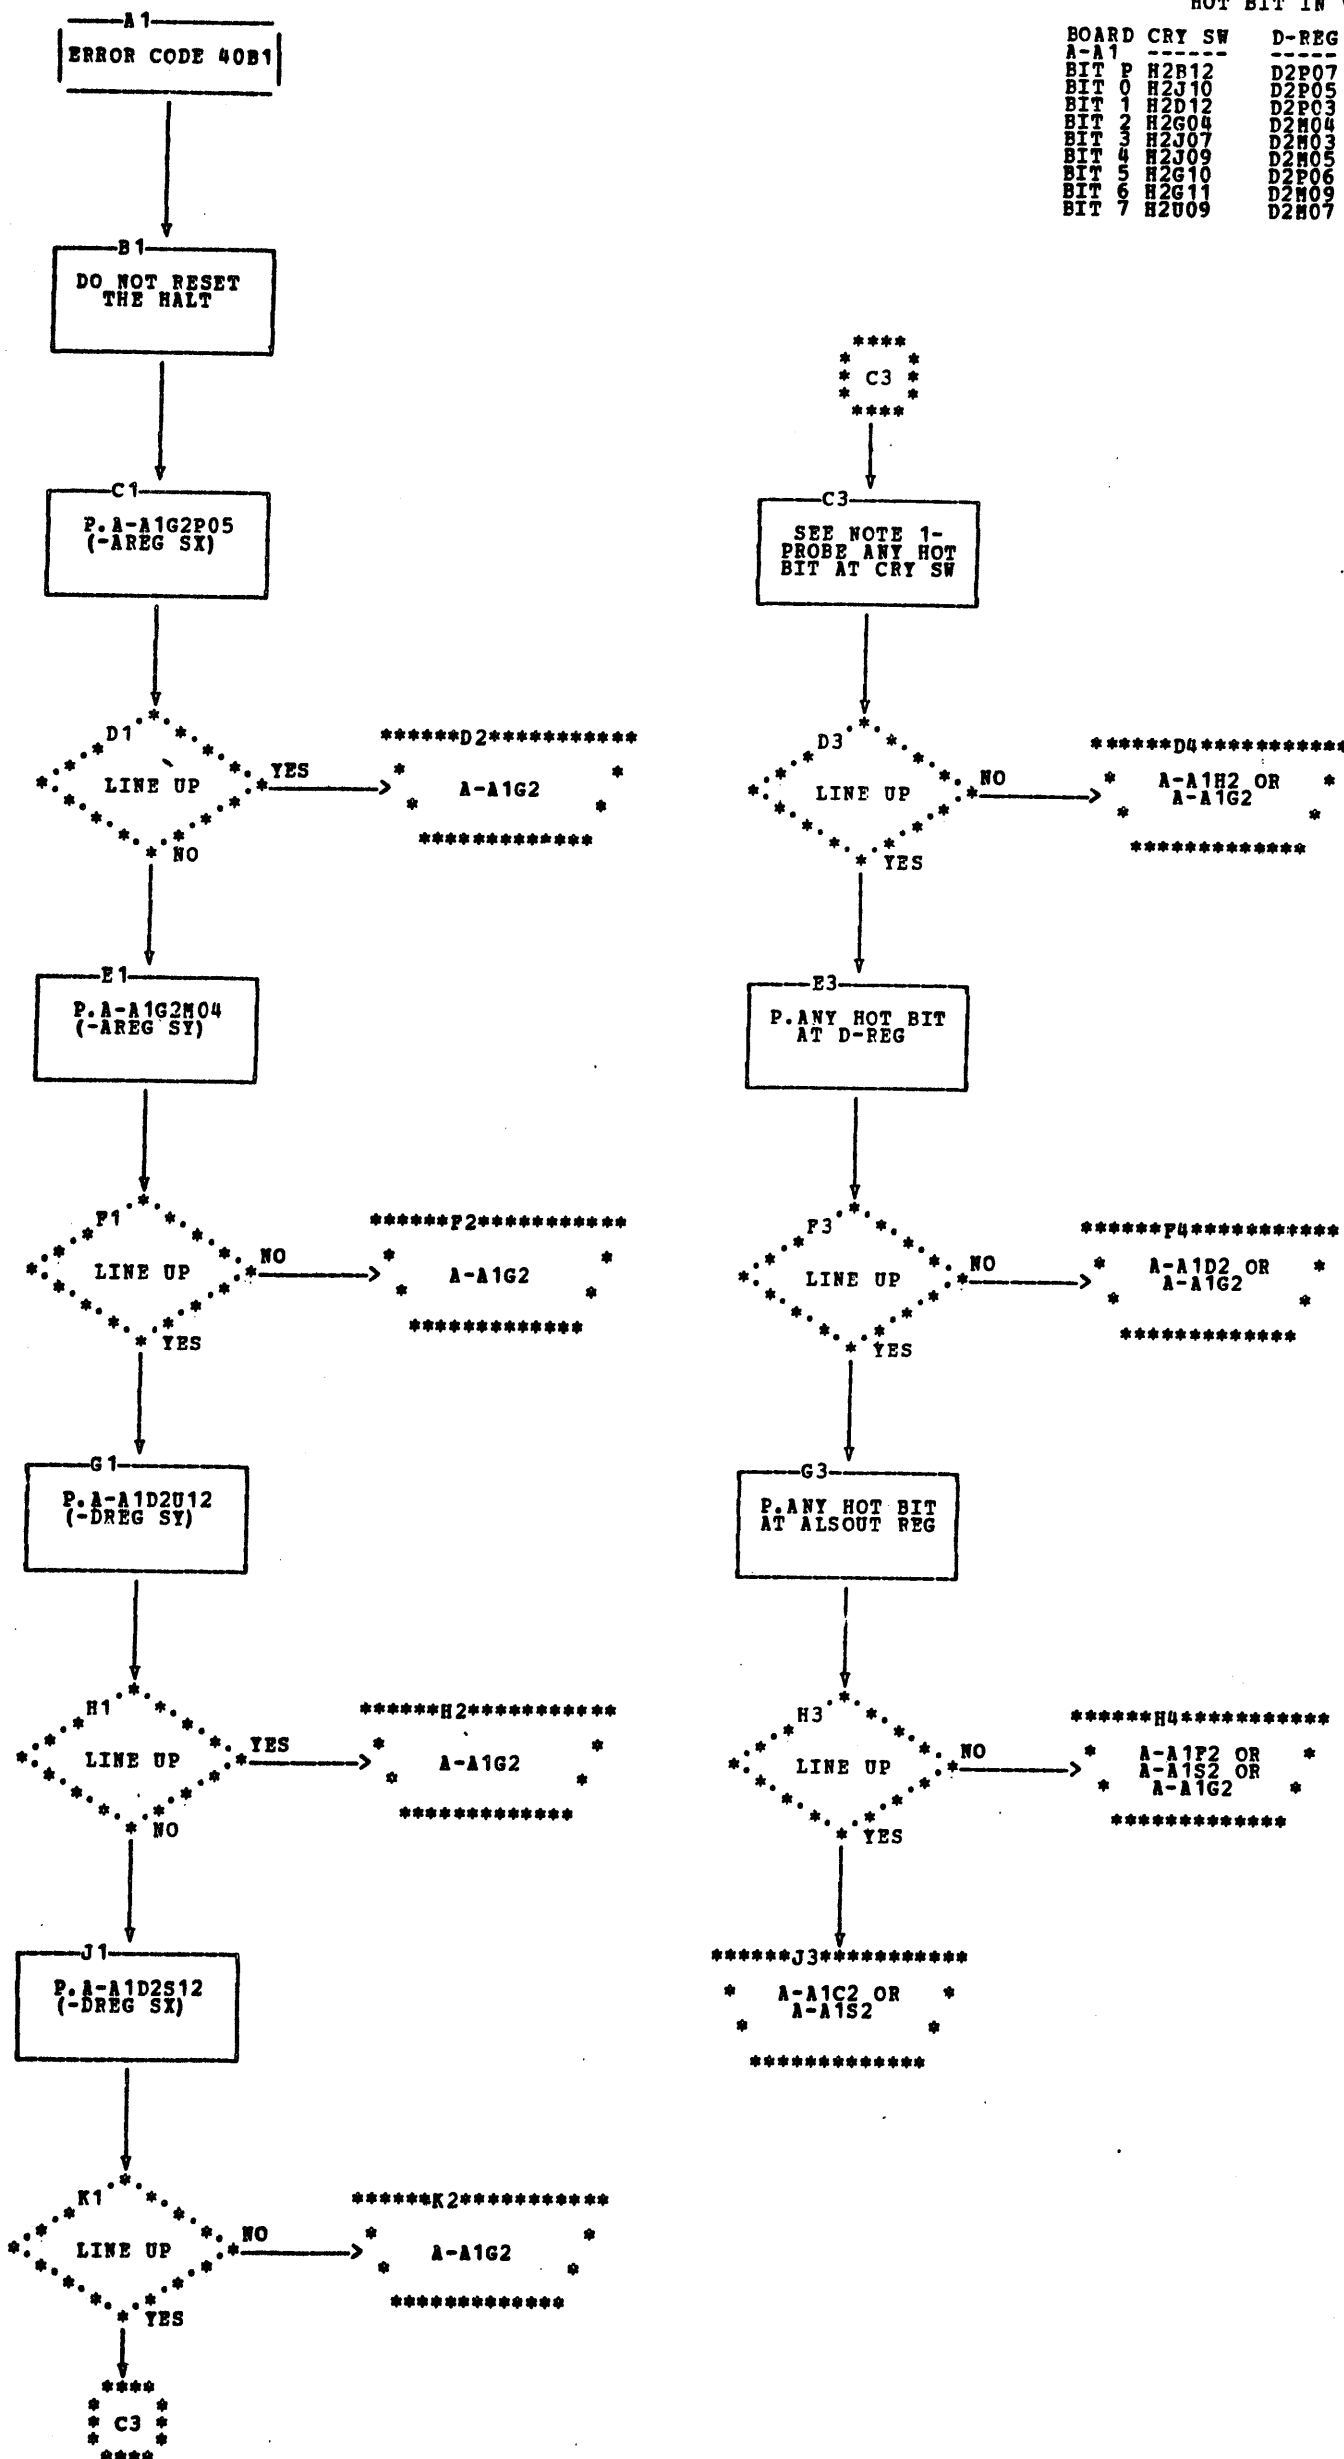 HOT BIT IN
BOARD CRY SW D-REG
A-A1 ------ -----
BIT P H2B12 D2P07
BIT 0 H2J10 D2P05
BIT 1 H2D12 D2P03
BIT 2 H2G04 D2M04
BIT 3 H2J07 D2M03
BIT 4 H2J09 D2M05
BIT 5 H2G10 D2P06
BIT 6 H2G11 D2M09
BIT 7 H2U09 D2M07
A1
ERROR CODE 40B1
B1
DO NOT RESET
THE HALT
C1
P.A-A1G2P05
(-AREG SX)
D1
LINE UP
YES
NO
D2
A-A1G2
E1
P.A-A1G2M04
(-AREG SY)
F1
LINE UP
NO
YES
F2
A-A1G2
G1
P.A-A1D2U12
(-DREG SY)
H1
LINE UP
YES
NO
H2
A-A1G2
J1
P.A-A1D2S12
(-DREG SX)
K1
LINE UP
NO
YES
K2
A-A1G2
C3
C3
C3
SEE NOTE 1-
PROBE ANY HOT
BIT AT CRY SW
D3
LINE UP
NO
YES
D4
A-A1H2 OR
A-A1G2
E3
P.ANY HOT BIT
AT D-REG
F3
LINE UP
NO
YES
F4
A-A1D2 OR
A-A1G2
G3
P.ANY HOT BIT
AT ALSOUT REG
H3
LINE UP
NO
YES
H4
A-A1F2 OR
A-A1S2 OR
A-A1G2
J3
A-A1C2 OR
A-A1S2